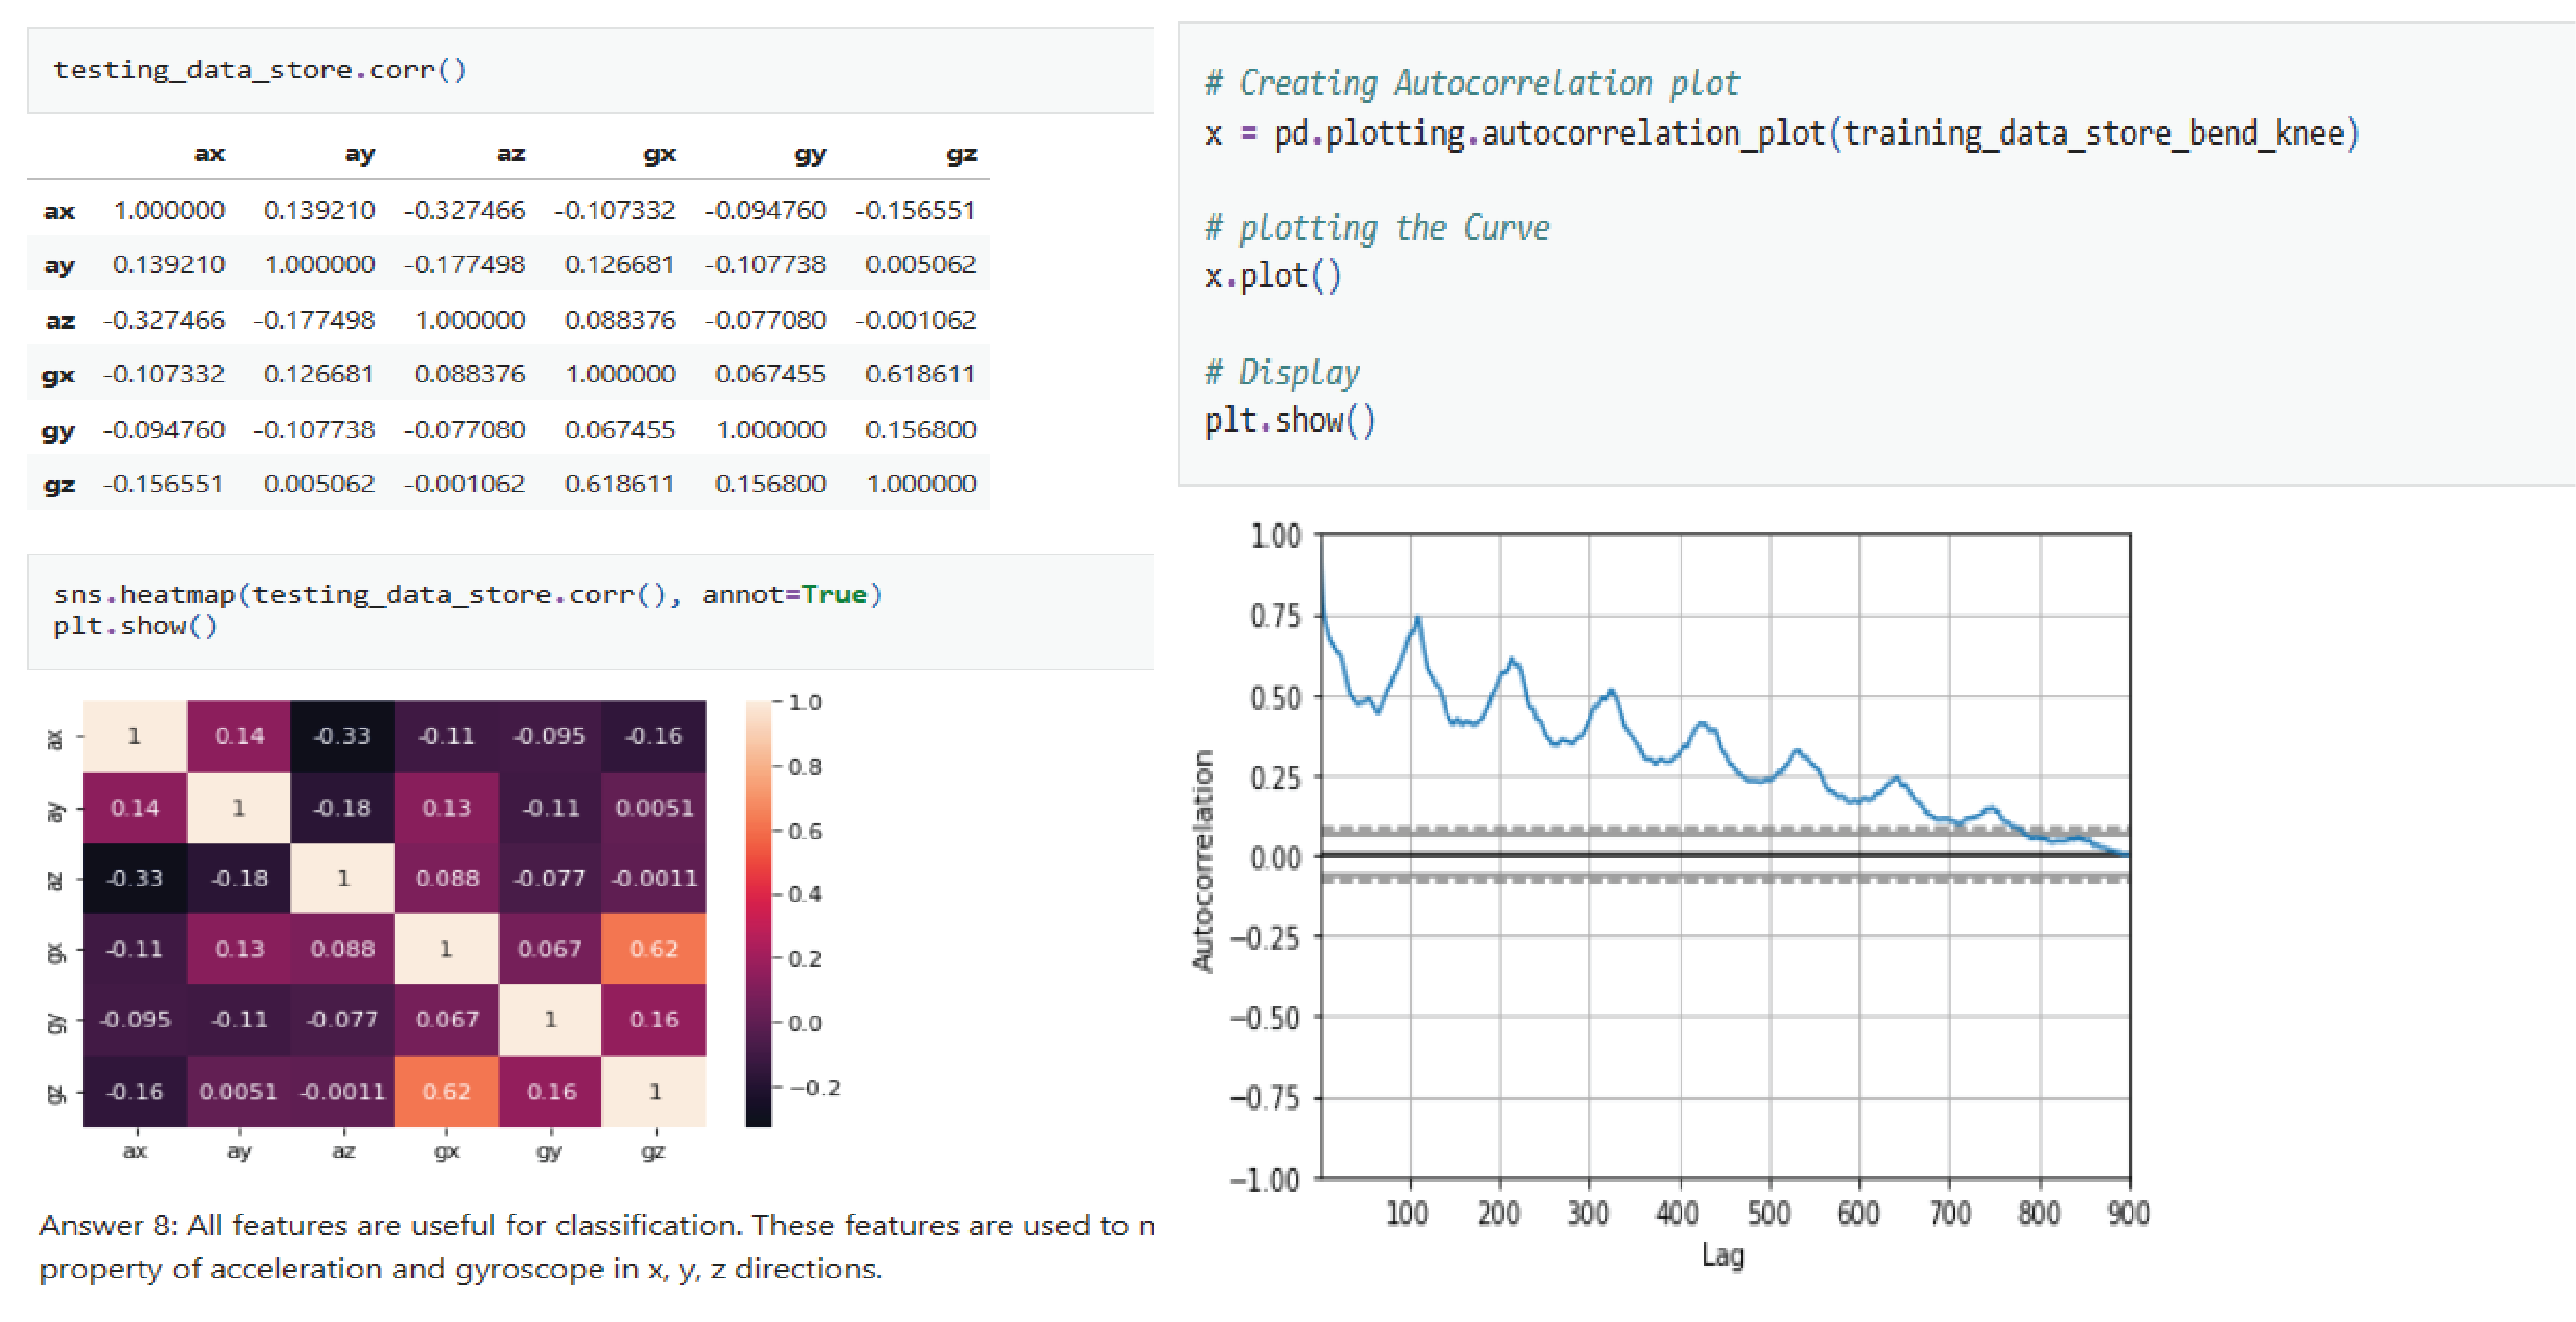 testing_data_store.corr()
ax ay az gx gy gz
ax 1.000000 0.139210 -0.327466 -0.107332 -0.094760 -0.156551
ay 0.139210 1.000000 -0.177498 0.126681 -0.107738 0.005062
az -0.327466 -0.177498 1.000000 0.088376 -0.077080 -0.001062
gx -0.107332 0.126681 0.088376 1.000000 0.067455 0.618611
gy -0.094760 -0.107738 -0.077080 0.067455 1.000000 0.156800
gz -0.156551 0.005062 -0.001062 0.618611 0.156800 1.000000
sns.heatmap(testing_data_store.corr(), annot=True)
plt.show()
ax 1 0.14 -0.33 -0.11 -0.095 -0.16
ay 0.14 1 -0.18 0.13 -0.11 0.0051
az -0.33 -0.18 1 0.088 -0.077 -0.0011
gx -0.11 0.13 0.088 1 0.067 0.62
gy -0.095 -0.11 -0.077 0.067 1 0.16
gz -0.16 0.0051 -0.0011 0.62 0.16 1
ax ay az gx gy gz
1.0
0.8
0.6
0.4
0.2
0.0
−0.2
Answer 8: All features are useful for classification. These features are used to m
property of acceleration and gyroscope in x, y, z directions.
# Creating Autocorrelation plot
x = pd.plotting.autocorrelation_plot(training_data_store_bend_knee)
# plotting the Curve
x.plot()
# Display
plt.show()
1.00
0.75
0.50
0.25
0.00
−0.25
−0.50
−0.75
−1.00
Autocorrelation
100 200 300 400 500 600 700 800 900
Lag